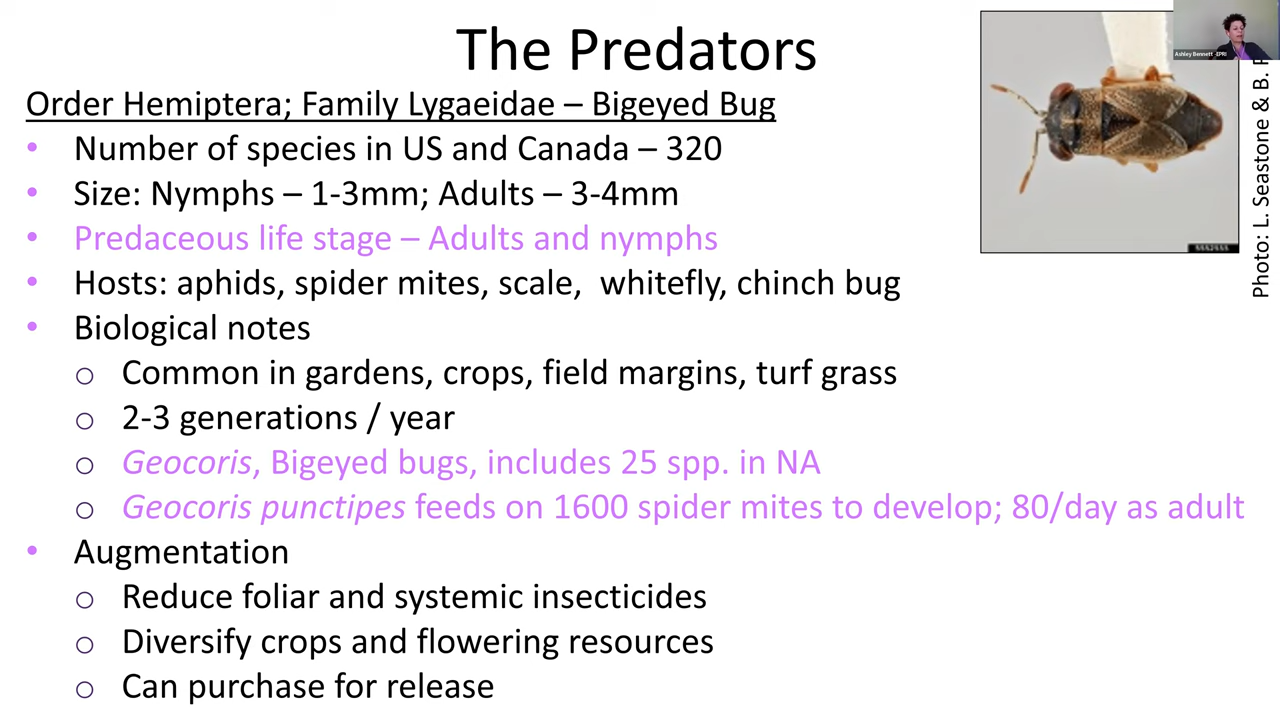 The Predators
Order Hemiptera; Family Lygaeidae – Bigeyed Bug
• Number of species in US and Canada – 320
• Size: Nymphs – 1-3mm; Adults – 3-4mm
• Predaceous life stage – Adults and nymphs
• Hosts: aphids, spider mites, scale, whitefly, chinch bug
• Biological notes
o Common in gardens, crops, field margins, turf grass
o 2-3 generations / year
o Geocoris, Bigeyed bugs, includes 25 spp. in NA
o Geocoris punctipes feeds on 1600 spider mites to develop; 80/day as adult
• Augmentation
o Reduce foliar and systemic insecticides
o Diversify crops and flowering resources
o Can purchase for release
Photo: L. Seastone & B.
Ashley Bennett -EPRI